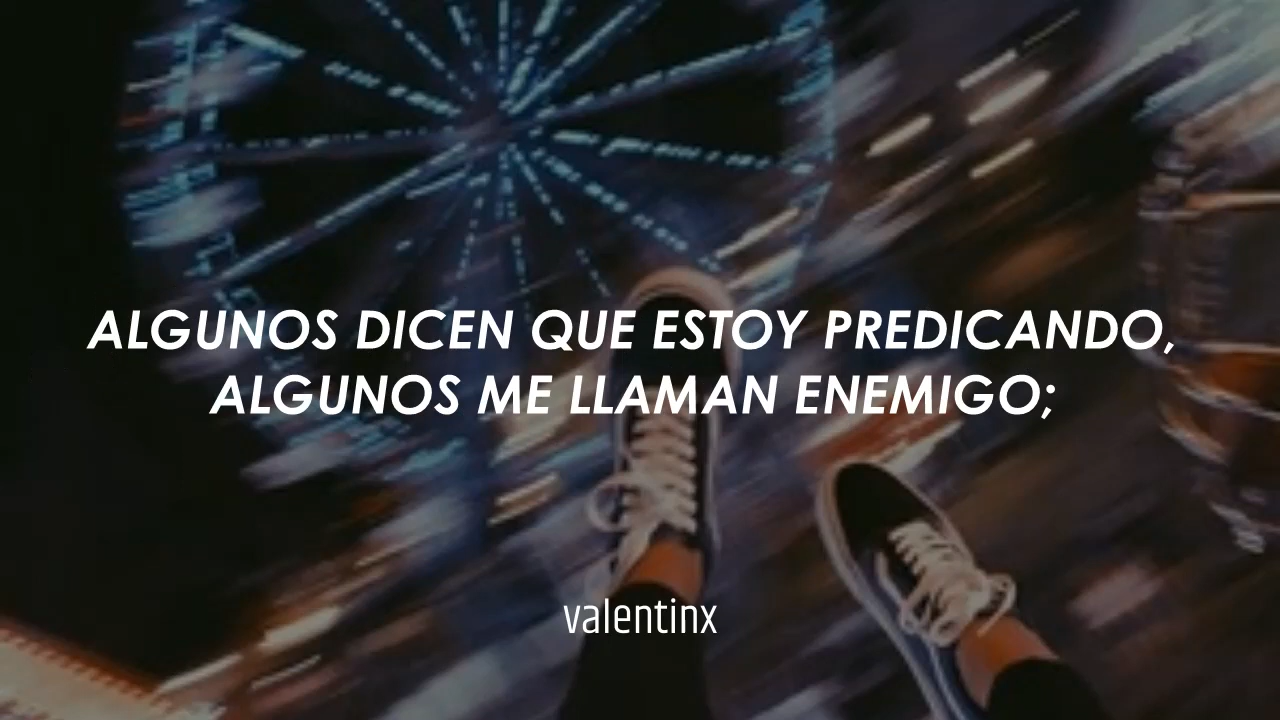 ALGUNOS DICEN QUE ESTOY PREDICANDO,
ALGUNOS ME LLAMAN ENEMIGO;
valentinx